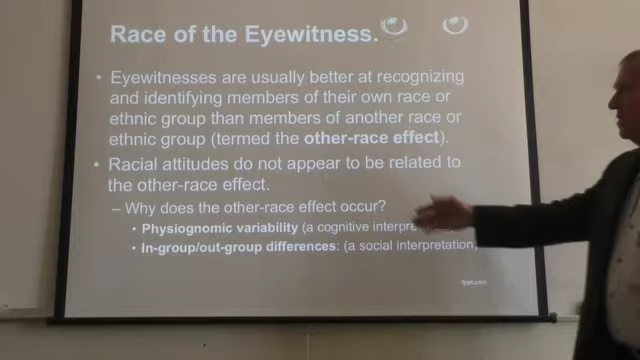 Race of the Eyewitness.
• Eyewitnesses are usually better at recognizing
and identifying members of their own race or
ethnic group than members of another race or
ethnic group (termed the other-race effect).
• Racial attitudes do not appear to be related to
the other-race effect.
– Why does the other-race effect occur?
• Physiognomic variability (a cognitive
• In-group/out-group differences: (a social interpretation)
fppt.com